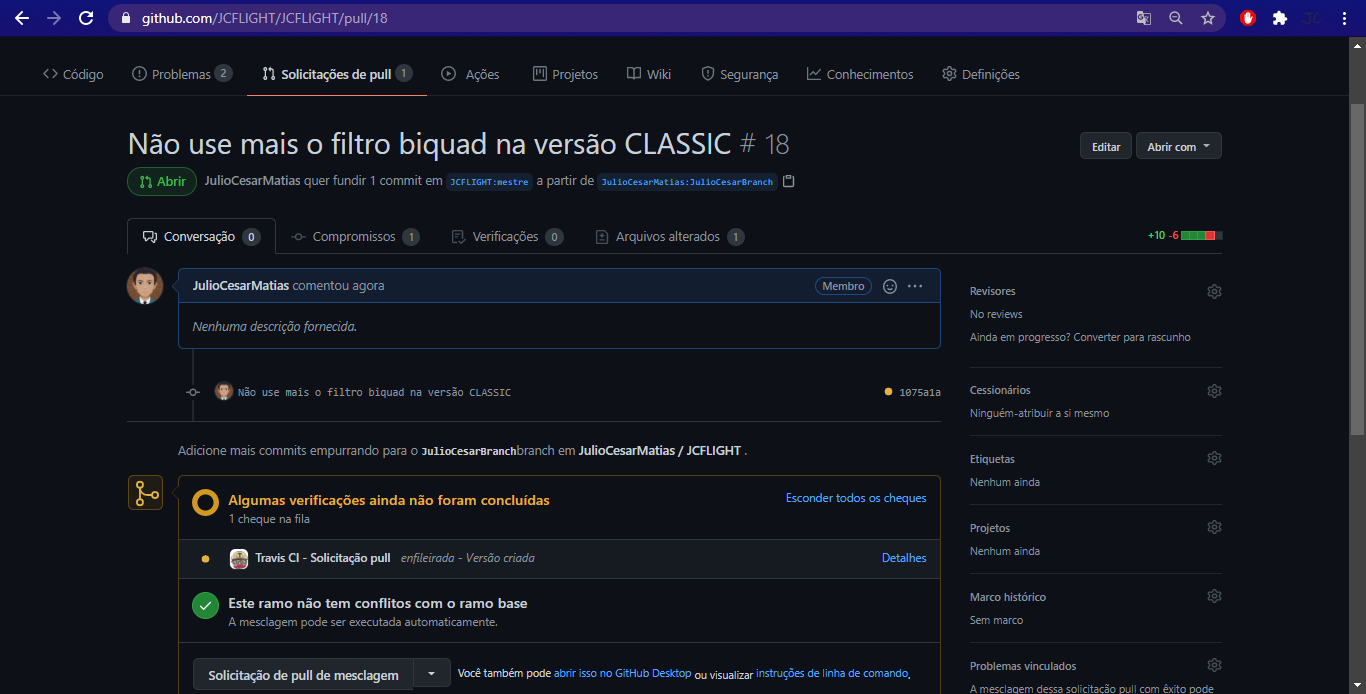 github.com/JCFLIGHT/JCFLIGHT/pull/18
Código Problemas 2 Solicitações de pull 1 Ações Projetos Wiki Segurança Conhecimentos Definições
Não use mais o filtro biquad na versão CLASSIC # 18
Editar Abrir com
Abrir JulioCesarMatias quer fundir 1 commit em JCFLIGHT:mestre a partir de JulioCesarMatias:JulioCesarBranch
Conversação 0 Compromissos 1 Verificações 0 Arquivos alterados 1 +10 -6
JulioCesarMatias comentou agora Membro
Nenhuma descrição fornecida.
Não use mais o filtro biquad na versão CLASSIC 1075a1a
Adicione mais commits empurrando para o JulioCesarBranchbranch em JulioCesarMatias / JCFLIGHT .
Algumas verificações ainda não foram concluídas Esconder todos os cheques
1 cheque na fila
Travis CI - Solicitação pull enfileirada - Versão criada Detalhes
Este ramo não tem conflitos com o ramo base
A mesclagem pode ser executada automaticamente.
Solicitação de pull de mesclagem Você também pode abrir isso no GitHub Desktop ou visualizar instruções de linha de comando.
Revisores
No reviews
Ainda em progresso? Converter para rascunho
Cessionários
Ninguém-atribuir a si mesmo
Etiquetas
Nenhum ainda
Projetos
Nenhum ainda
Marco histórico
Sem marco
Problemas vinculados
A mesclagem dessa solicitação pull com êxito pode